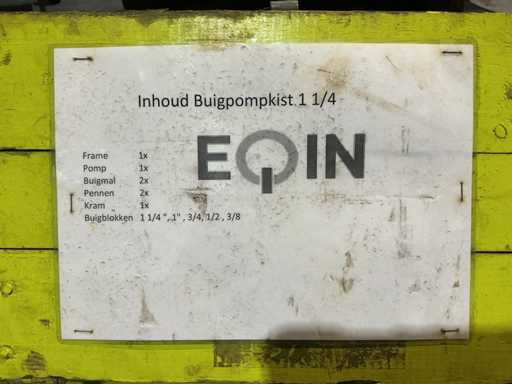 Inhoud Buigpompkist 1 1/4
EQIN
Frame 1x
Pomp 1x
Buigmal 2x
Pennen 2x
Kram 1x
Buigblokken 1 1/4 ", 1" , 3/4, 1/2 , 3/8